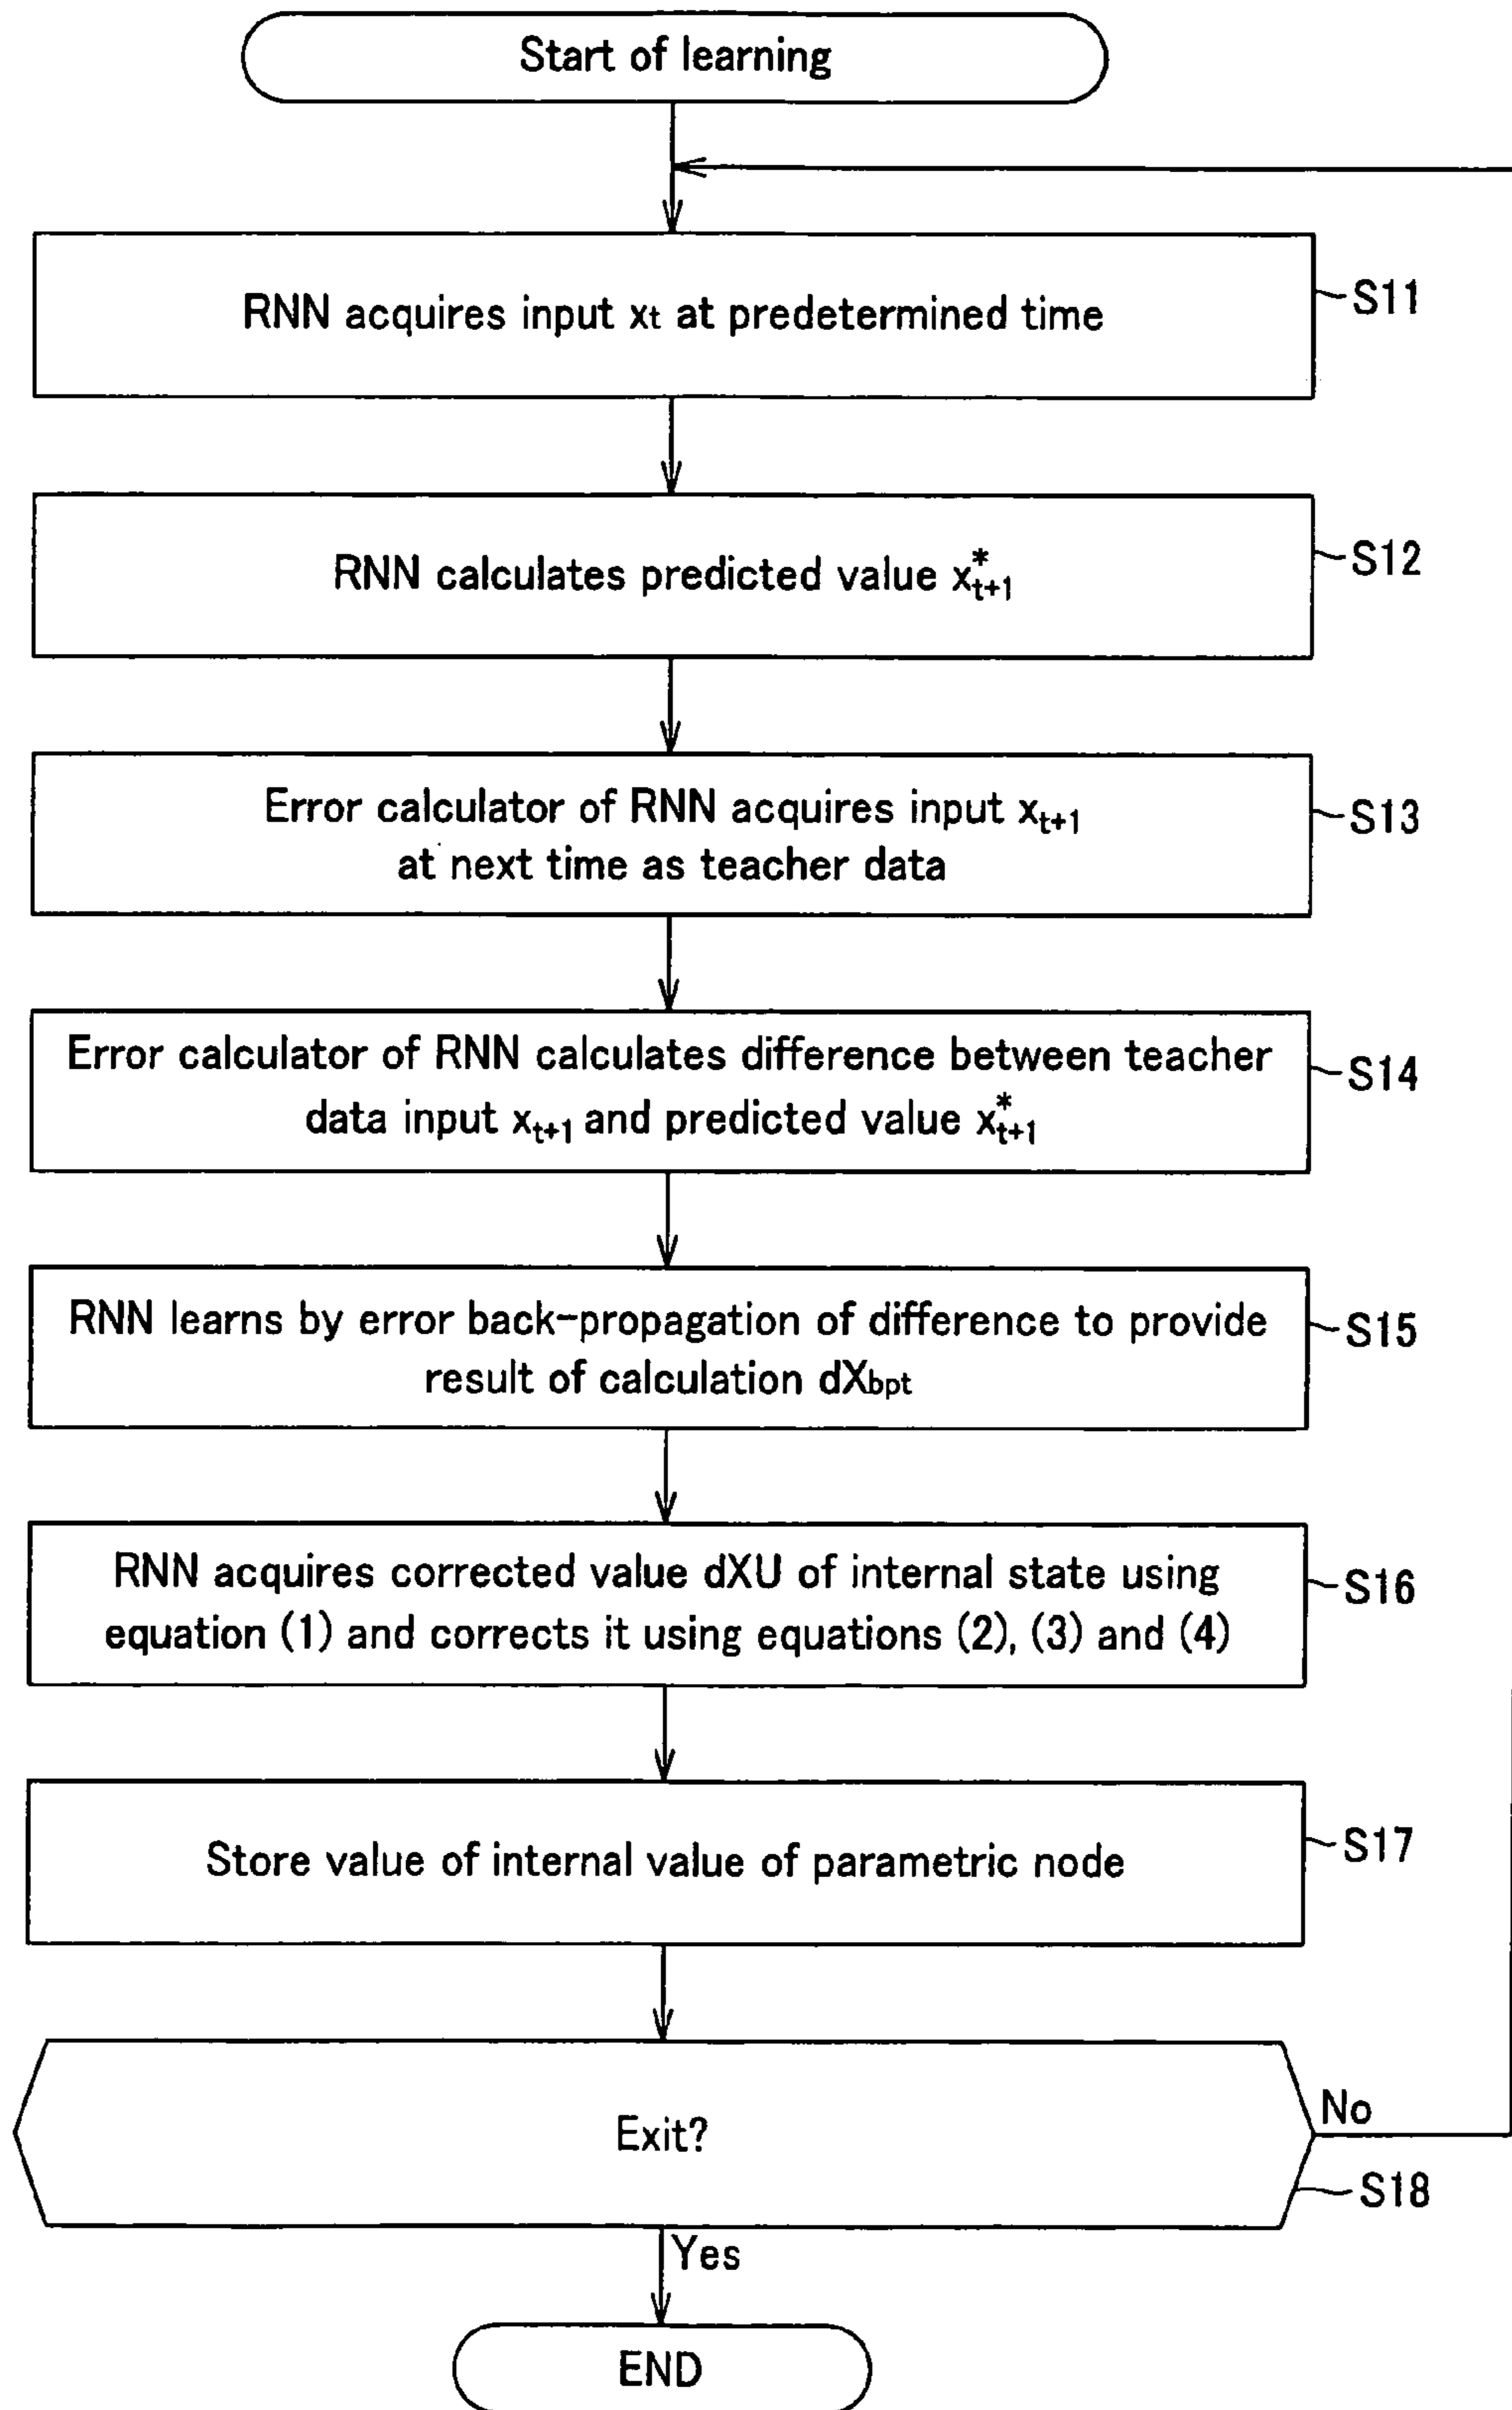 Start of learning
RNN acquires input xt at predetermined time
S11
RNN calculates predicted value x*t+1
S12
Error calculator of RNN acquires input xt+1
at next time as teacher data
S13
Error calculator of RNN calculates difference between teacher
data input xt+1 and predicted value x*t+1
S14
RNN learns by error back-propagation of difference to provide
result of calculation dXbpt
S15
RNN acquires corrected value dXU of internal state using
equation (1) and corrects it using equations (2), (3) and (4)
S16
Store value of internal value of parametric node
S17
Exit?
No
S18
Yes
END